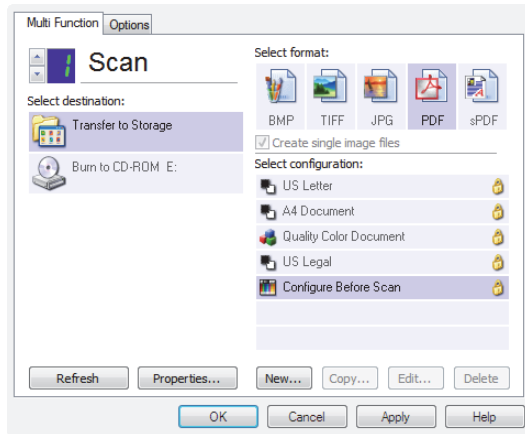 Multi Function Options
1 Scan
Select destination:
Transfer to Storage
Burn to CD-ROM E:
Select format:
BMP TIFF JPG PDF sPDF
Create single image files
Select configuration:
US Letter
A4 Document
Quality Color Document
US Legal
Configure Before Scan
Refresh Properties... New... Copy... Edit... Delete
OK Cancel Apply Help